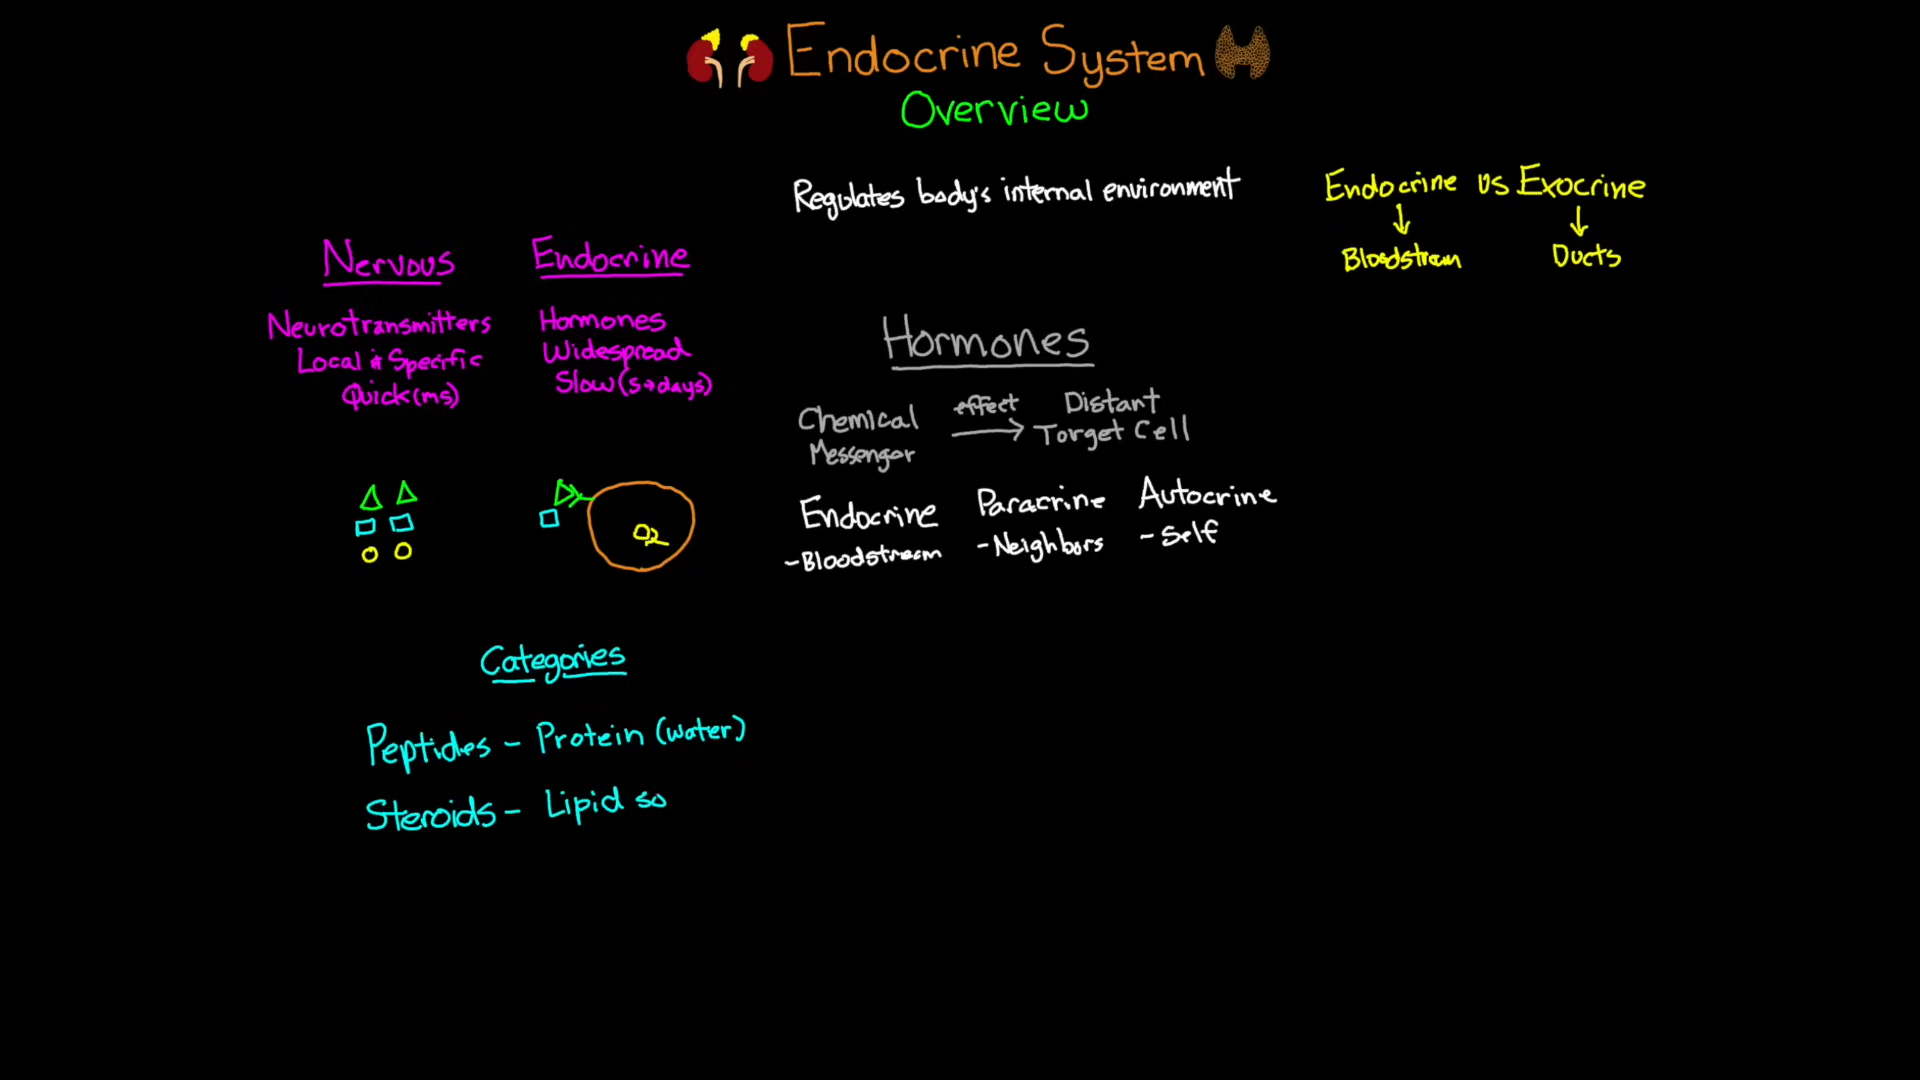 Endocrine System
Overview
Regulates body's internal environment
Endocrine vs Exocrine
Bloodstream
Ducts
Nervous
Neurotransmitters
Local & Specific
Quick (ms)
Endocrine
Hormones
Widespread
Slow (s→days)
Hormones
Chemical
Messenger
effect
Distant
Target Cell
Endocrine
-Bloodstream
Paracrine
-Neighbors
Autocrine
-Self
Categories
Peptides - Protein (water)
Steroids - Lipid so